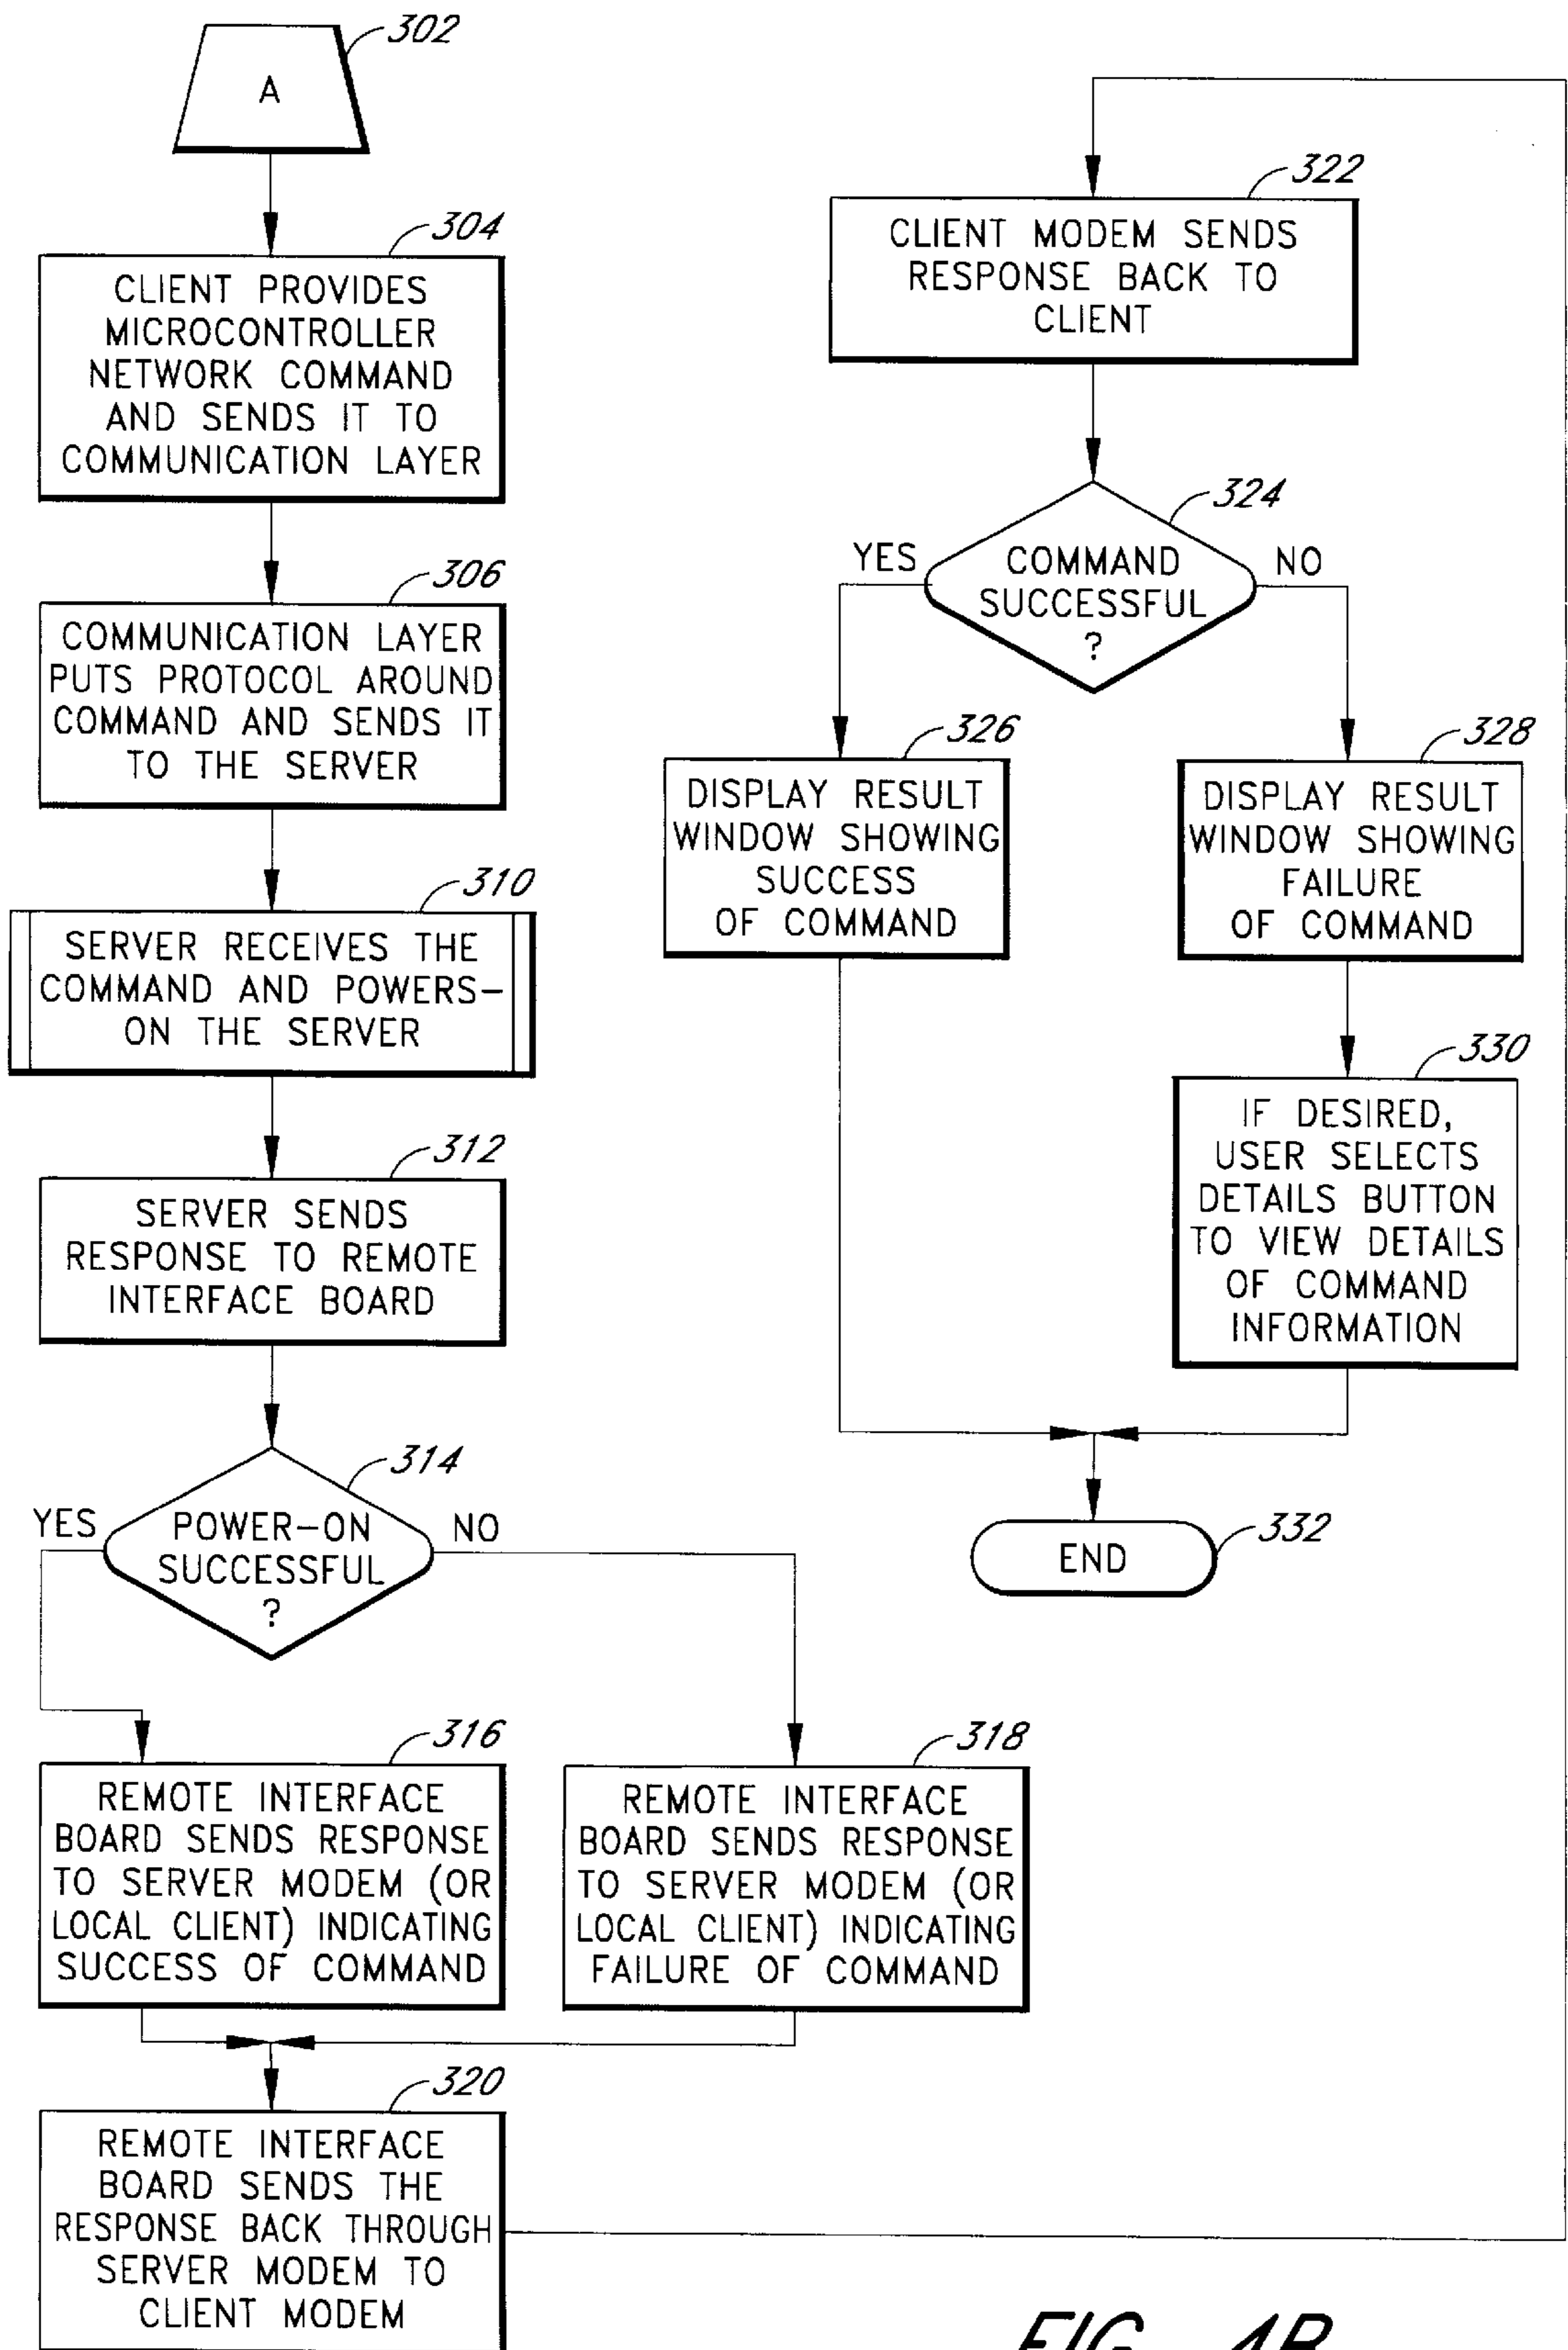 302
A
304
CLIENT PROVIDES
MICROCONTROLLER
NETWORK COMMAND
AND SENDS IT TO
COMMUNICATION LAYER
306
COMMUNICATION LAYER
PUTS PROTOCOL AROUND
COMMAND AND SENDS IT
TO THE SERVER
310
SERVER RECEIVES THE
COMMAND AND POWERS-
ON THE SERVER
312
SERVER SENDS
RESPONSE TO REMOTE
INTERFACE BOARD
314
YES
POWER-ON
SUCCESSFUL
?
NO
316
REMOTE INTERFACE
BOARD SENDS RESPONSE
TO SERVER MODEM (OR
LOCAL CLIENT) INDICATING
SUCCESS OF COMMAND
318
REMOTE INTERFACE
BOARD SENDS RESPONSE
TO SERVER MODEM (OR
LOCAL CLIENT) INDICATING
FAILURE OF COMMAND
320
REMOTE INTERFACE
BOARD SENDS THE
RESPONSE BACK THROUGH
SERVER MODEM TO
CLIENT MODEM
322
CLIENT MODEM SENDS
RESPONSE BACK TO
CLIENT
324
YES
COMMAND
SUCCESSFUL
?
NO
326
DISPLAY RESULT
WINDOW SHOWING
SUCCESS
OF COMMAND
328
DISPLAY RESULT
WINDOW SHOWING
FAILURE
OF COMMAND
330
IF DESIRED,
USER SELECTS
DETAILS BUTTON
TO VIEW DETAILS
OF COMMAND
INFORMATION
END
332
FIG. 4B